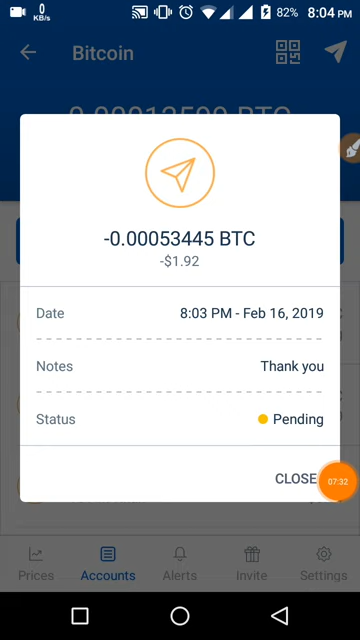 0
KB/s
82%
8:04 PM
Bitcoin
-0.00053445 BTC
-$1.92
Date
8:03 PM - Feb 16, 2019
Notes
Thank you
Status
Pending
CLOSE
07:32
Prices
Accounts
Alerts
Invite
Settings